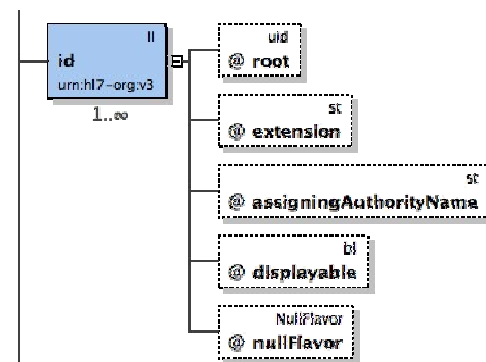 II
id
urn:hl7-org:v3
1..∞
uid
@ root
st
@ extension
st
@ assigningAuthorityName
bl
@ displayable
NullFlavor
@ nullFlavor